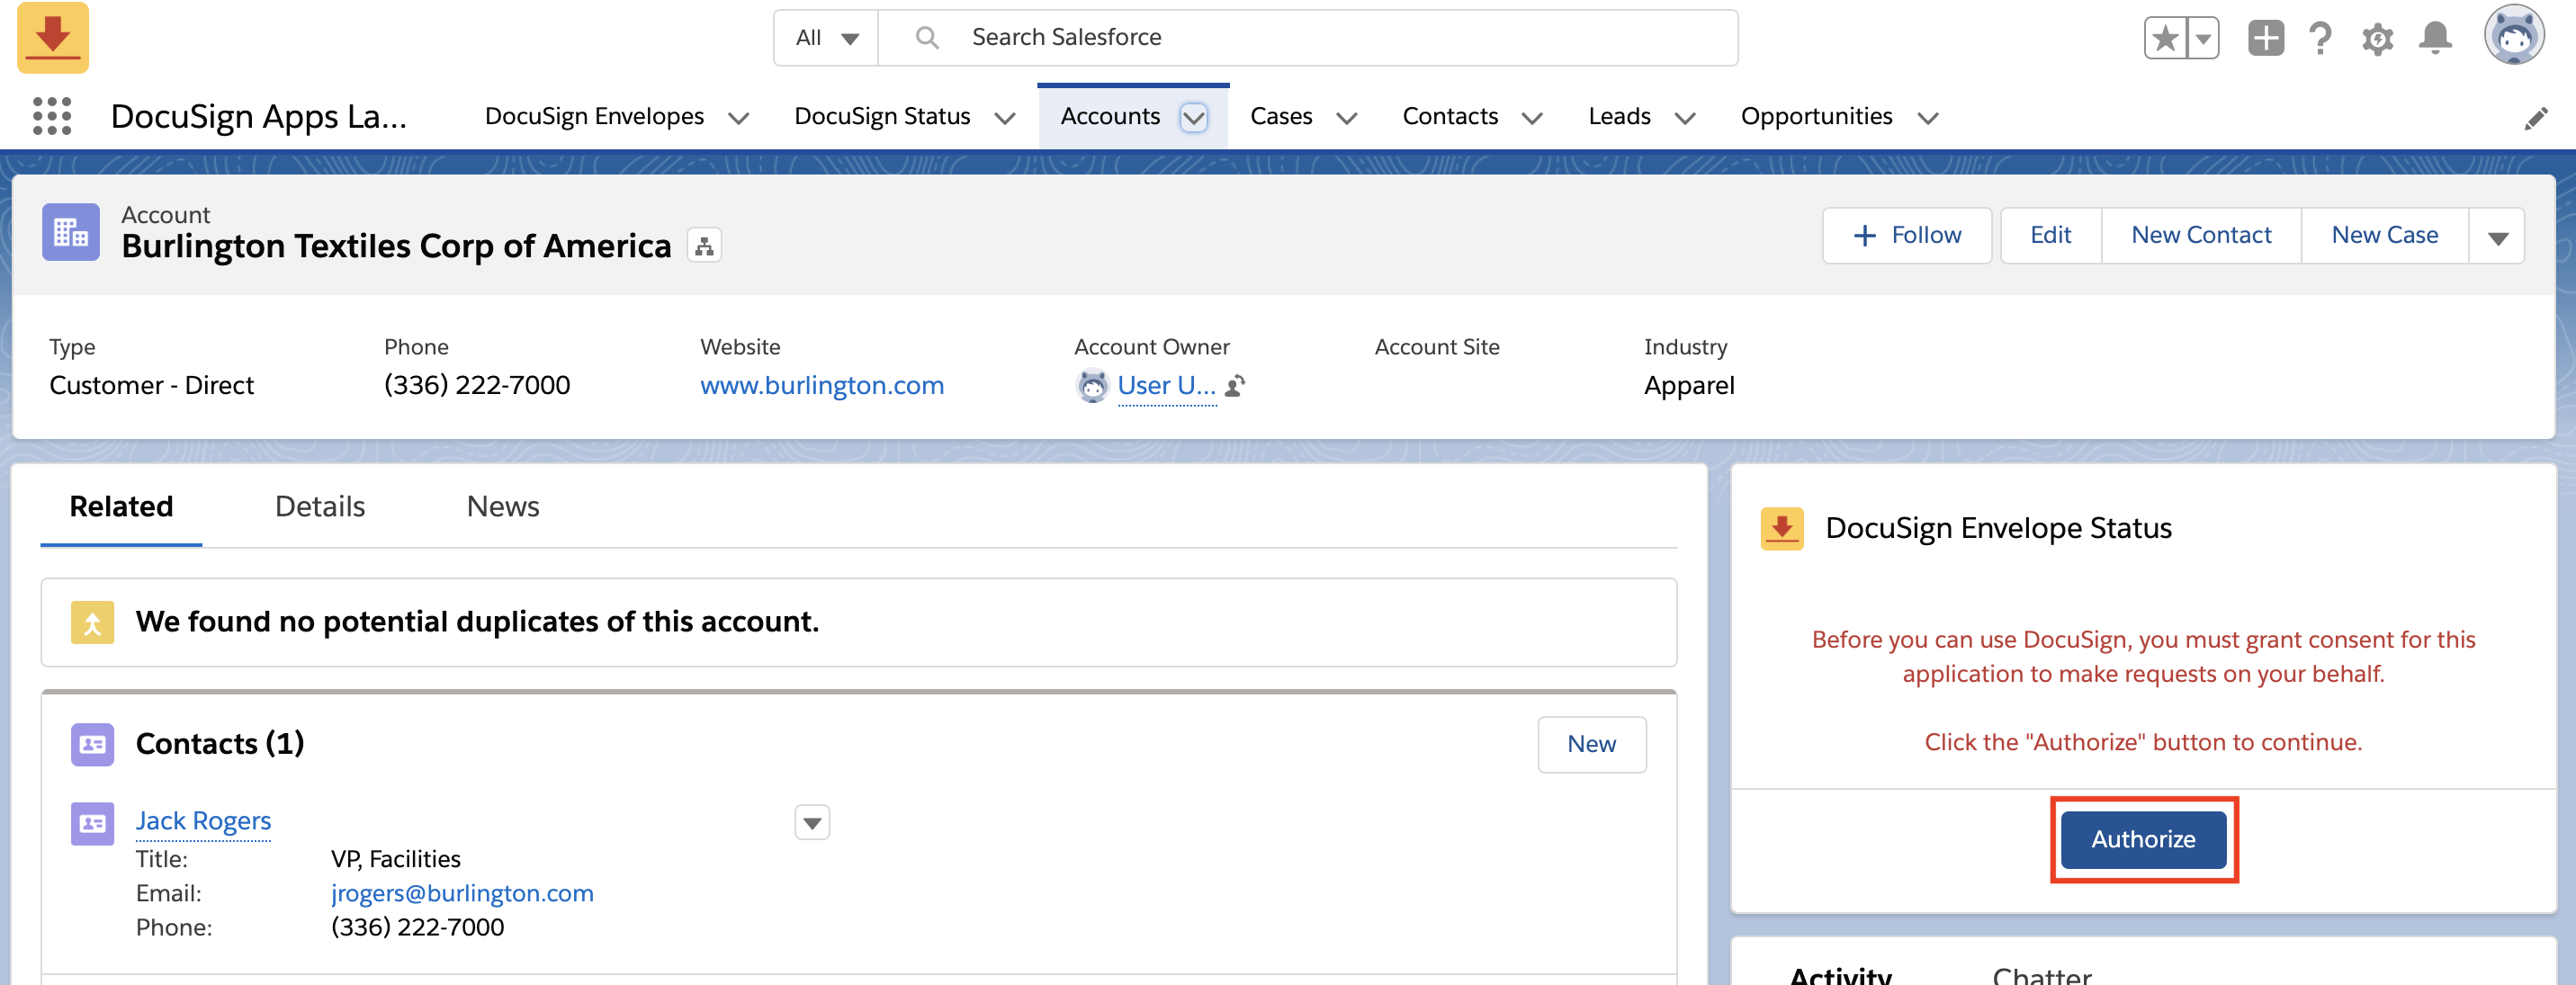 All
Search Salesforce
DocuSign Apps La...
DocuSign Envelopes
DocuSign Status
Accounts
Cases
Contacts
Leads
Opportunities
Account
Burlington Textiles Corp of America
Follow
Edit
New Contact
New Case
Type
Customer - Direct
Phone
(336) 222-7000
Website
www.burlington.com
Account Owner
User U...
Account Site
Industry
Apparel
Related
Details
News
We found no potential duplicates of this account.
Contacts (1)
New
Jack Rogers
Title: VP, Facilities
Email: jrogers@burlington.com
Phone: (336) 222-7000
DocuSign Envelope Status
Before you can use DocuSign, you must grant consent for this
application to make requests on your behalf.
Click the "Authorize" button to continue.
Authorize
Activity
Chatter